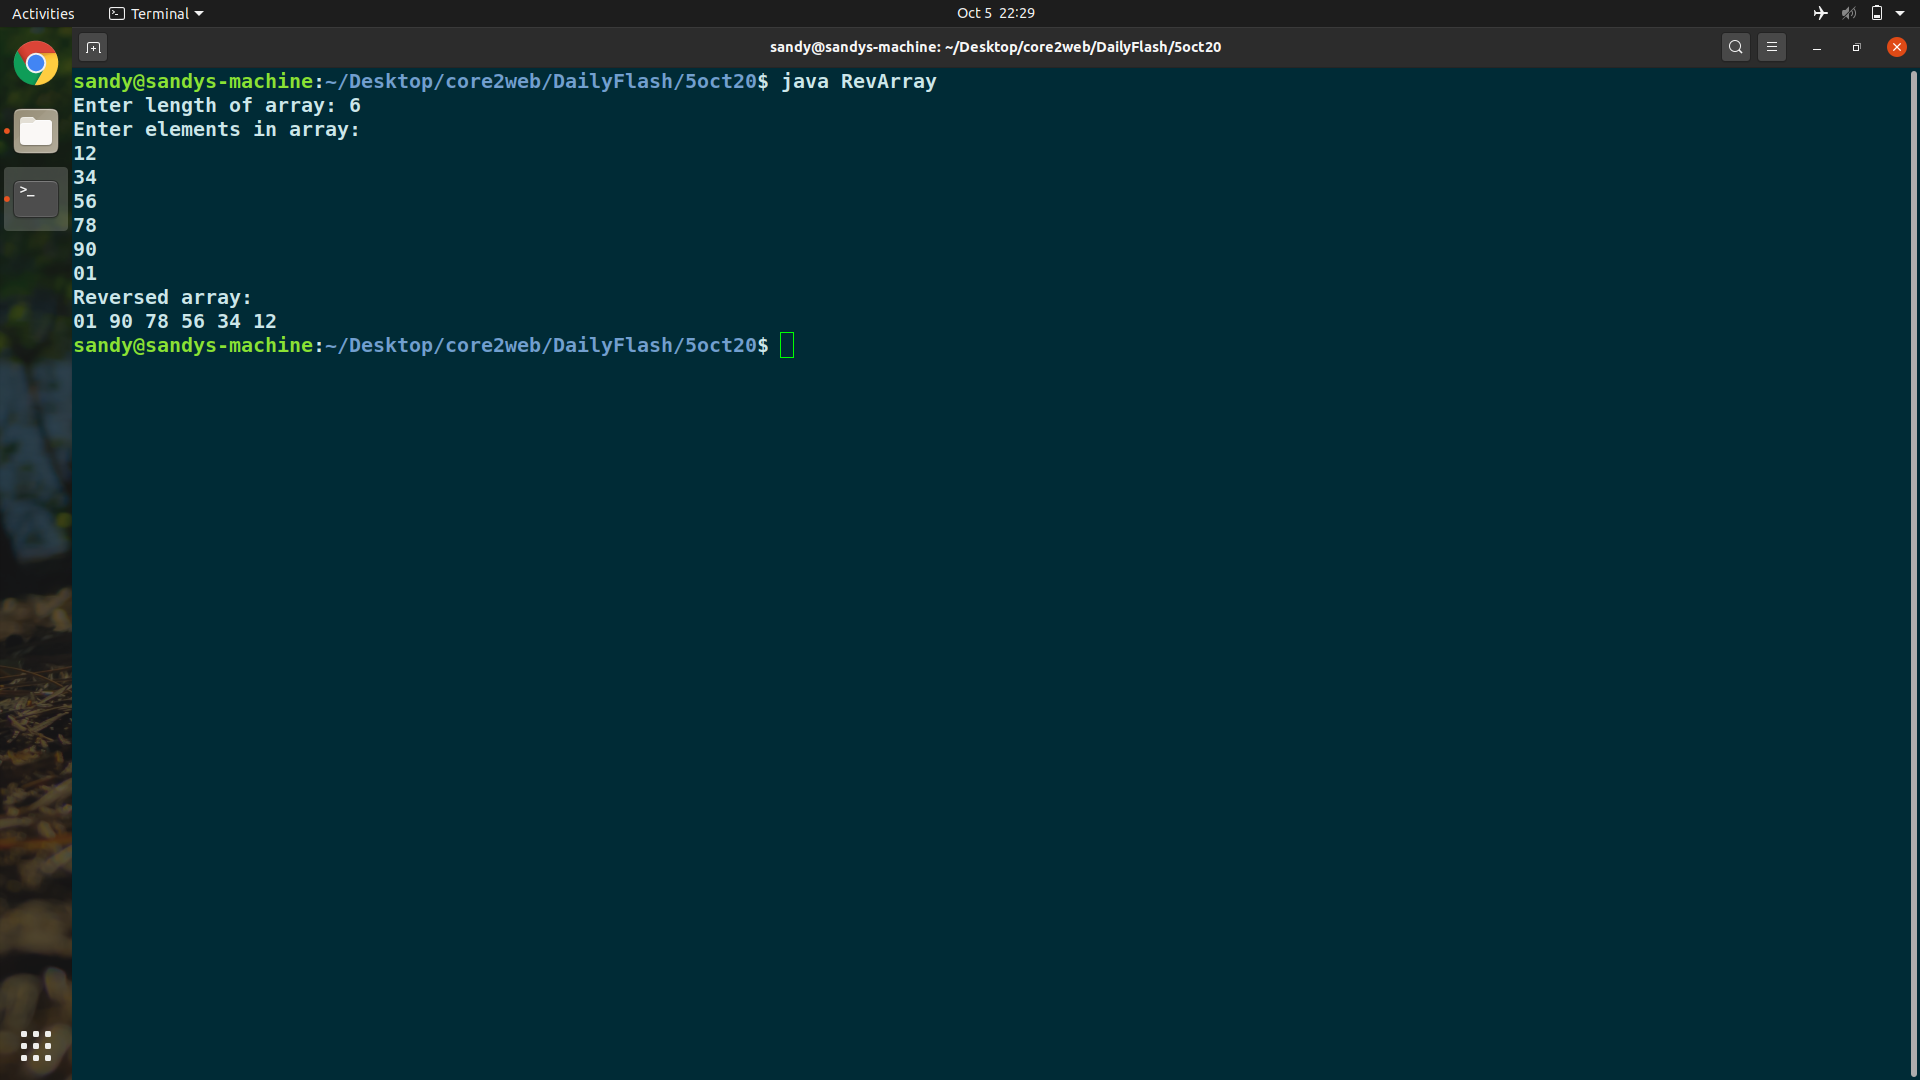 Activities Terminal Oct 5 22:29
sandy@sandys-machine: ~/Desktop/core2web/DailyFlash/5oct20
sandy@sandys-machine:~/Desktop/core2web/DailyFlash/5oct20$ java RevArray
Enter length of array: 6
Enter elements in array:
12
34
56
78
90
01
Reversed array:
01 90 78 56 34 12
sandy@sandys-machine:~/Desktop/core2web/DailyFlash/5oct20$